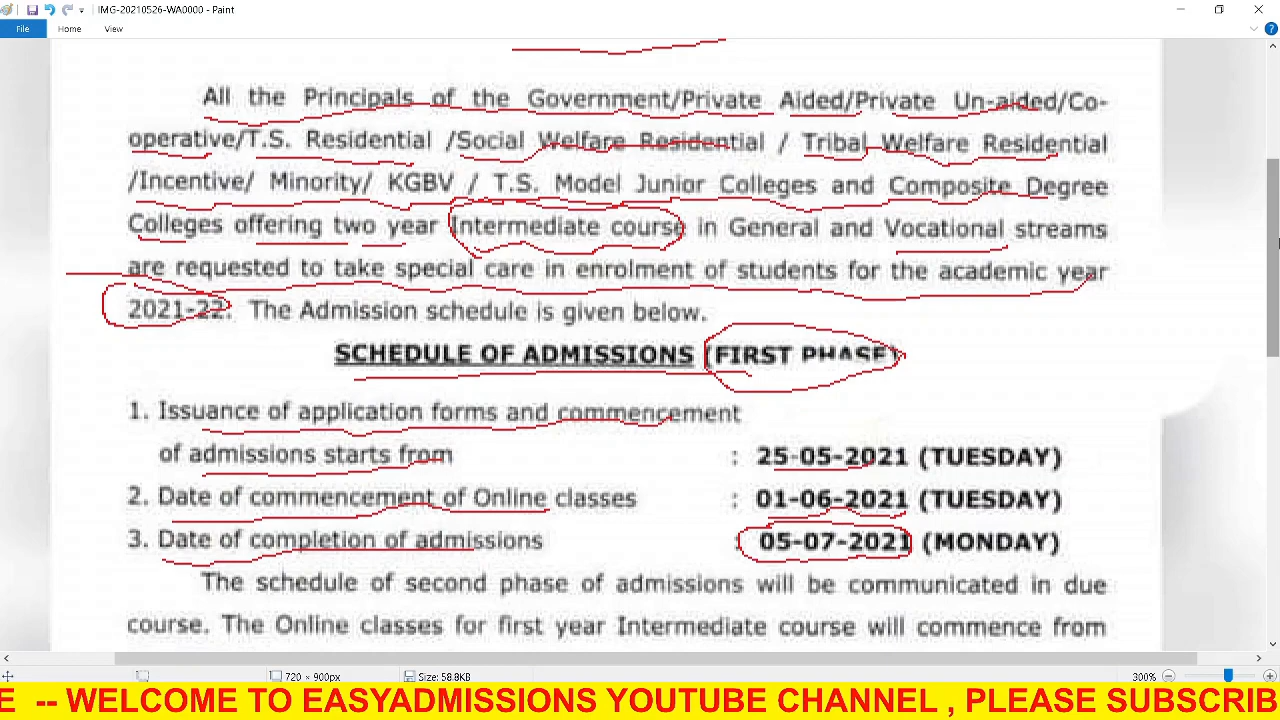 IMG-20210526-WA0000 - Paint
File Home View
All the Principals of the Government/Private Aided/Private Un-aided/Co-
operative/T.S. Residential /Social Welfare Residential / Tribal Welfare Residential
/Incentive/ Minority/ KGBV / T.S. Model Junior Colleges and Composite Degree
Colleges offering two year Intermediate course in General and Vocational streams
are requested to take special care in enrolment of students for the academic year
2021-22. The Admission schedule is given below.
SCHEDULE OF ADMISSIONS (FIRST PHASE)
1. Issuance of application forms and commencement
of admissions starts from : 25-05-2021 (TUESDAY)
2. Date of commencement of Online classes : 01-06-2021 (TUESDAY)
3. Date of completion of admissions : 05-07-2021 (MONDAY)
The schedule of second phase of admissions will be communicated in due
course. The Online classes for first year Intermediate course will commence from
720 × 900px Size: 58.8KB 300%
E -- WELCOME TO EASYADMISSIONS YOUTUBE CHANNEL , PLEASE SUBSCRIB